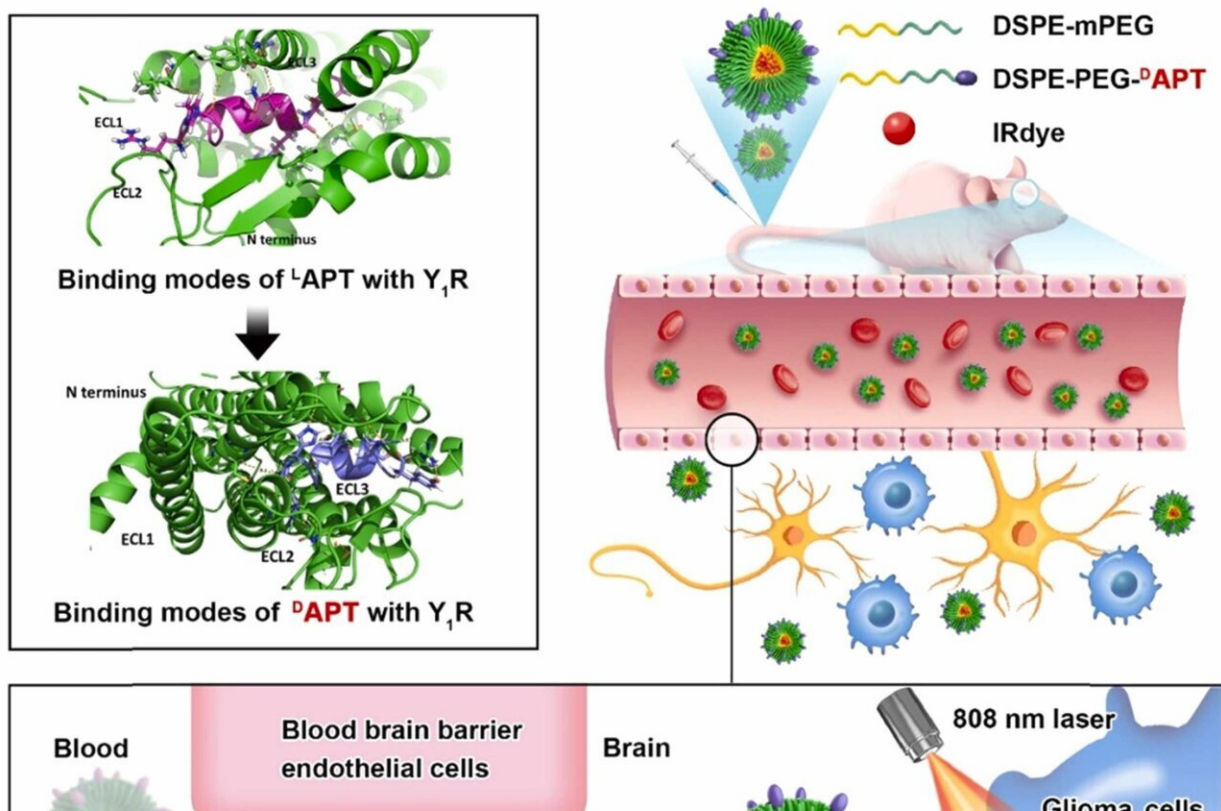 ECL3
ECL1
ECL2
N terminus
Binding modes of ᴸAPT with Y₁R
N terminus
ECL3
ECL1
ECL2
Binding modes of ᴰAPT with Y₁R
DSPE-mPEG
DSPE-PEG-ᴰAPT
IRdye
Blood
Blood brain barrier
endothelial cells
Brain
808 nm laser
Glioma cells